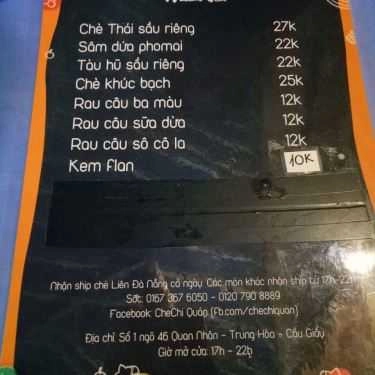 Chè Thái sầu riêng 27k
Sâm dứa phomai 22k
Tàu hũ sầu riêng 22k
Chè khúc bạch 25k
Rau câu ba màu 12k
Rau câu sữa dừa 12k
Rau câu sô cô la 12k
Kem flan 10K
Nhận ship chè Liên Đà Nẵng cả ngày. Các món khác nhận ship từ 17h - 22h
Sđt: 0167 367 6050 - 0120 790 8889
Facebook: CheChi Quán (fb.com/chechiquan)
Địa chỉ: Số 1 ngõ 46 Quan Nhân - Trung Hòa - Cầu Giấy
Giờ mở cửa: 17h - 22h